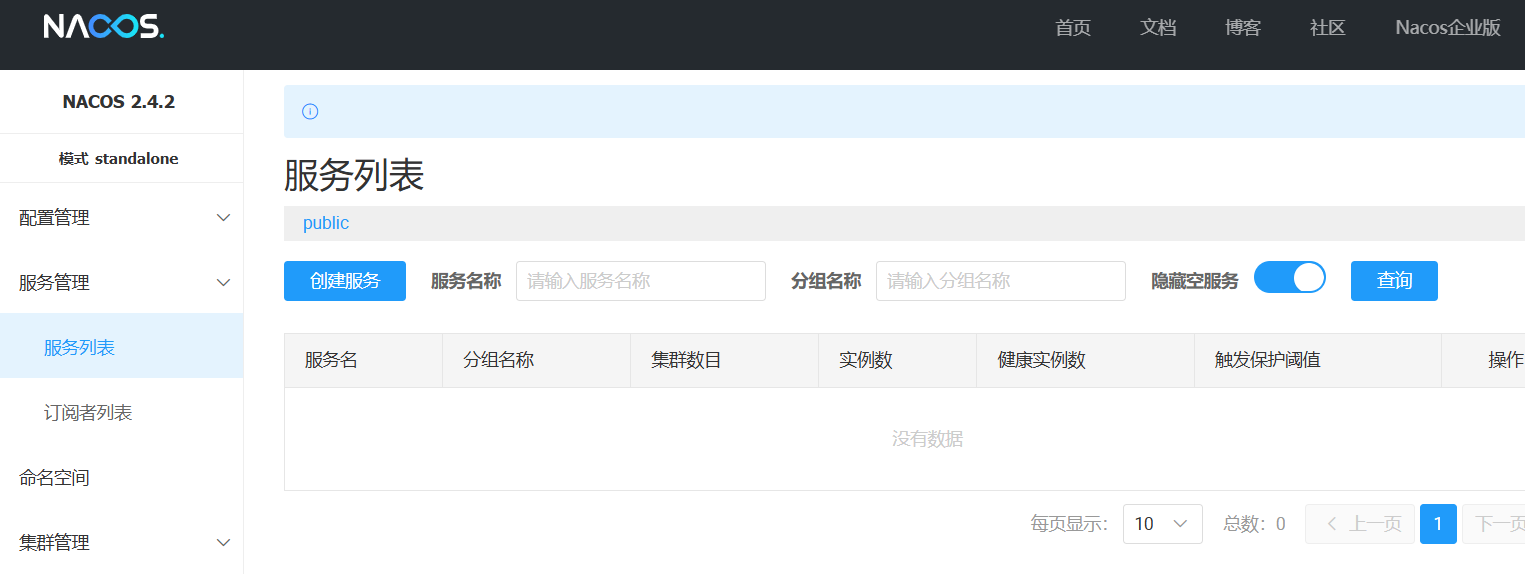 NACOS.
首页 文档 博客 社区 Nacos企业版
NACOS 2.4.2
模式 standalone
配置管理
服务管理
服务列表
订阅者列表
命名空间
集群管理
服务列表
public
创建服务 服务名称 请输入服务名称 分组名称 请输入分组名称 隐藏空服务 查询
服务名 分组名称 集群数目 实例数 健康实例数 触发保护阈值 操作
没有数据
每页显示: 10 总数: 0 上一页 1 下一页